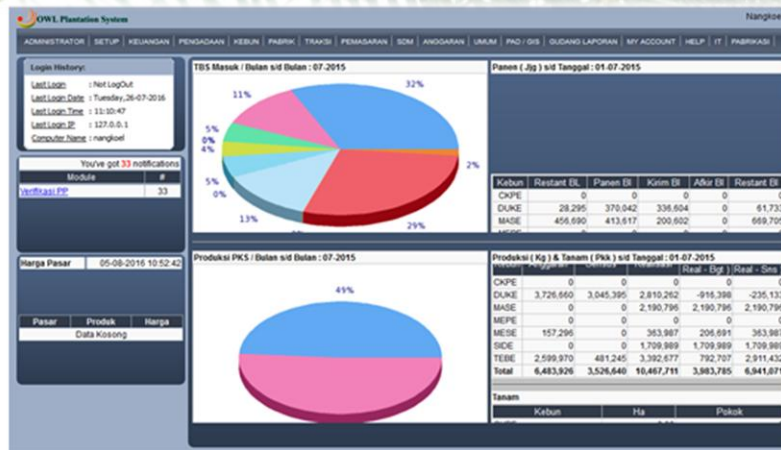 OWL Plantation System
Nangkoe
ADMINISTRATOR SETUP KEUANGAN PENGADAAN KEBUN PABRIK TRAKSI PEMASARAN SDM ANGGARAN UMUM PAD / GIS GUDANG LAPORAN MY ACCOUNT HELP IT PABRIKASI
Login History:
Last Login : Not LogOut
Last Login Date : Tuesday,26-07-2016
Last Login Time : 11:10:47
Last Login IP : 127.0.0.1
Computer Name : nangkoel
You've got 33 notifications
Module #
Verifikasi PP 33
Harga Pasar 05-08-2016 10:52:42
Pasar Produk Harga
Data Kosong
TBS Masuk / Bulan s/d Bulan : 07-2015
32%
11%
5%
0%
4%
5%
0%
13%
29%
2%
Panen ( Jjg ) s/d Tanggal : 01-07-2015
Kebun Restant BL Panen BI Kirim BI Afkir BI Restant BI
CKPE 0 0 0 0 0
DUKE 28,295 370,042 336,604 0 61,733
MASE 456,690 413,617 200,602 0 669,705
Produksi PKS / Bulan s/d Bulan : 07-2015
49%
Produksi ( Kg ) & Tanam ( Pkk ) s/d Tanggal : 01-07-2015
Real - Bgt ) Real - Sns
CKPE 0 0 0 0 0
DUKE 3,726,660 3,045,395 2,810,262 -916,398 -235,133
MASE 0 0 2,190,796 2,190,796 2,190,796
MEPE 0 0 0 0 0
MESE 157,296 0 363,987 206,691 363,987
SIDE 0 0 1,709,989 1,709,989 1,709,989
TEBE 2,599,970 481,245 3,392,677 792,707 2,911,432
Total 6,483,926 3,526,640 10,467,711 3,983,785 6,941,071
Tanam
Kebun Ha Pokok